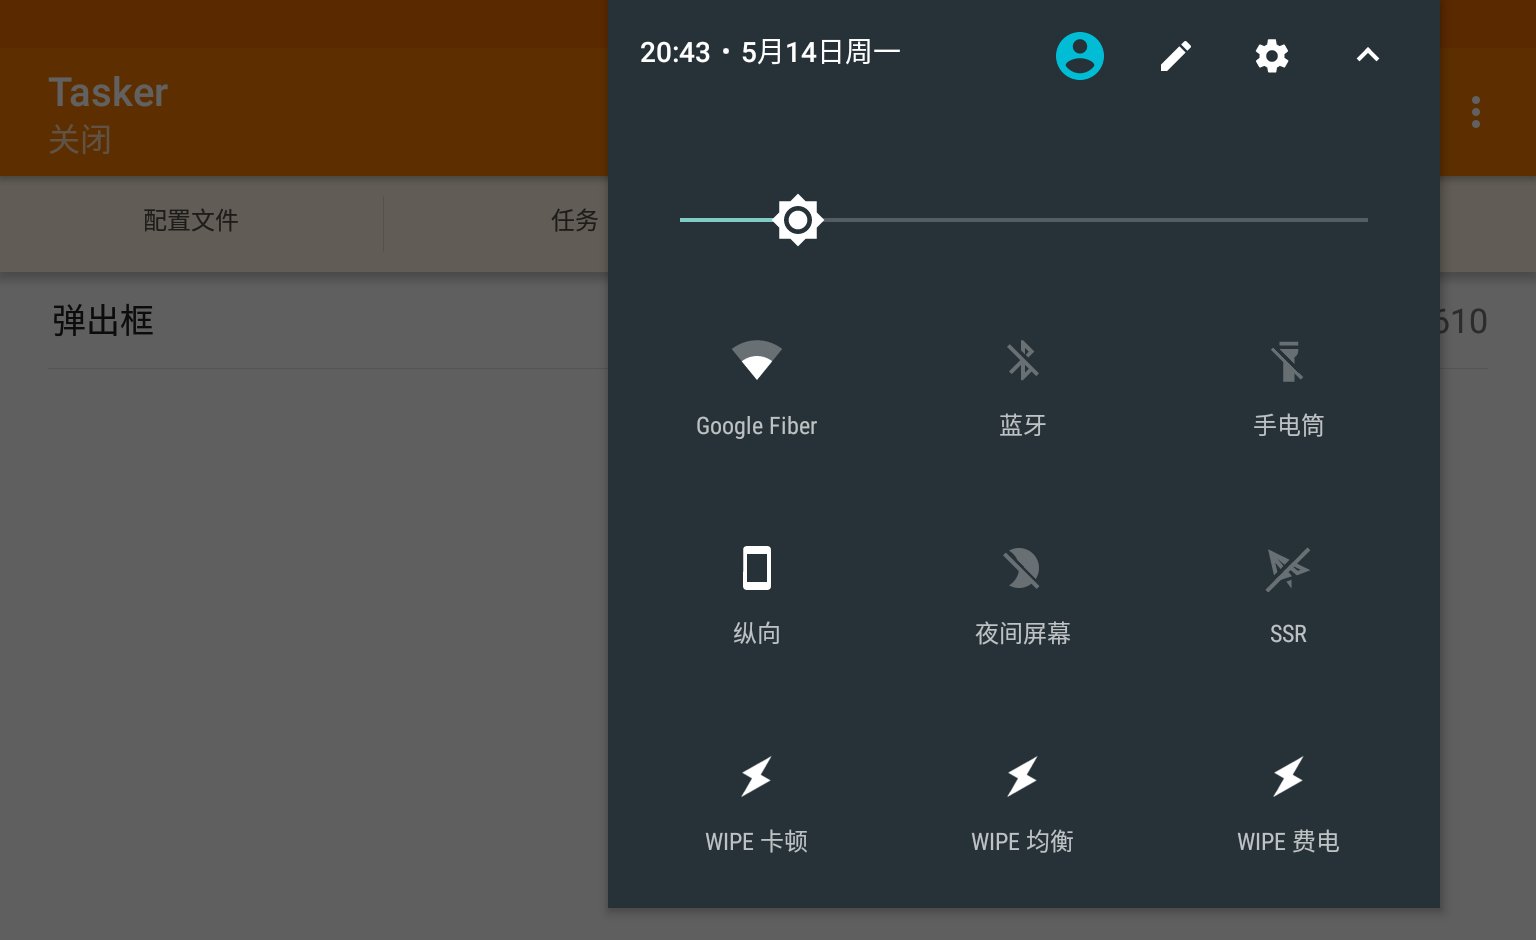 20:43 • 5月14日周一
Tasker
关闭
配置文件
任务
弹出框
610
Google Fiber
蓝牙
手电筒
纵向
夜间屏幕
SSR
WIPE 卡顿
WIPE 均衡
WIPE 费电